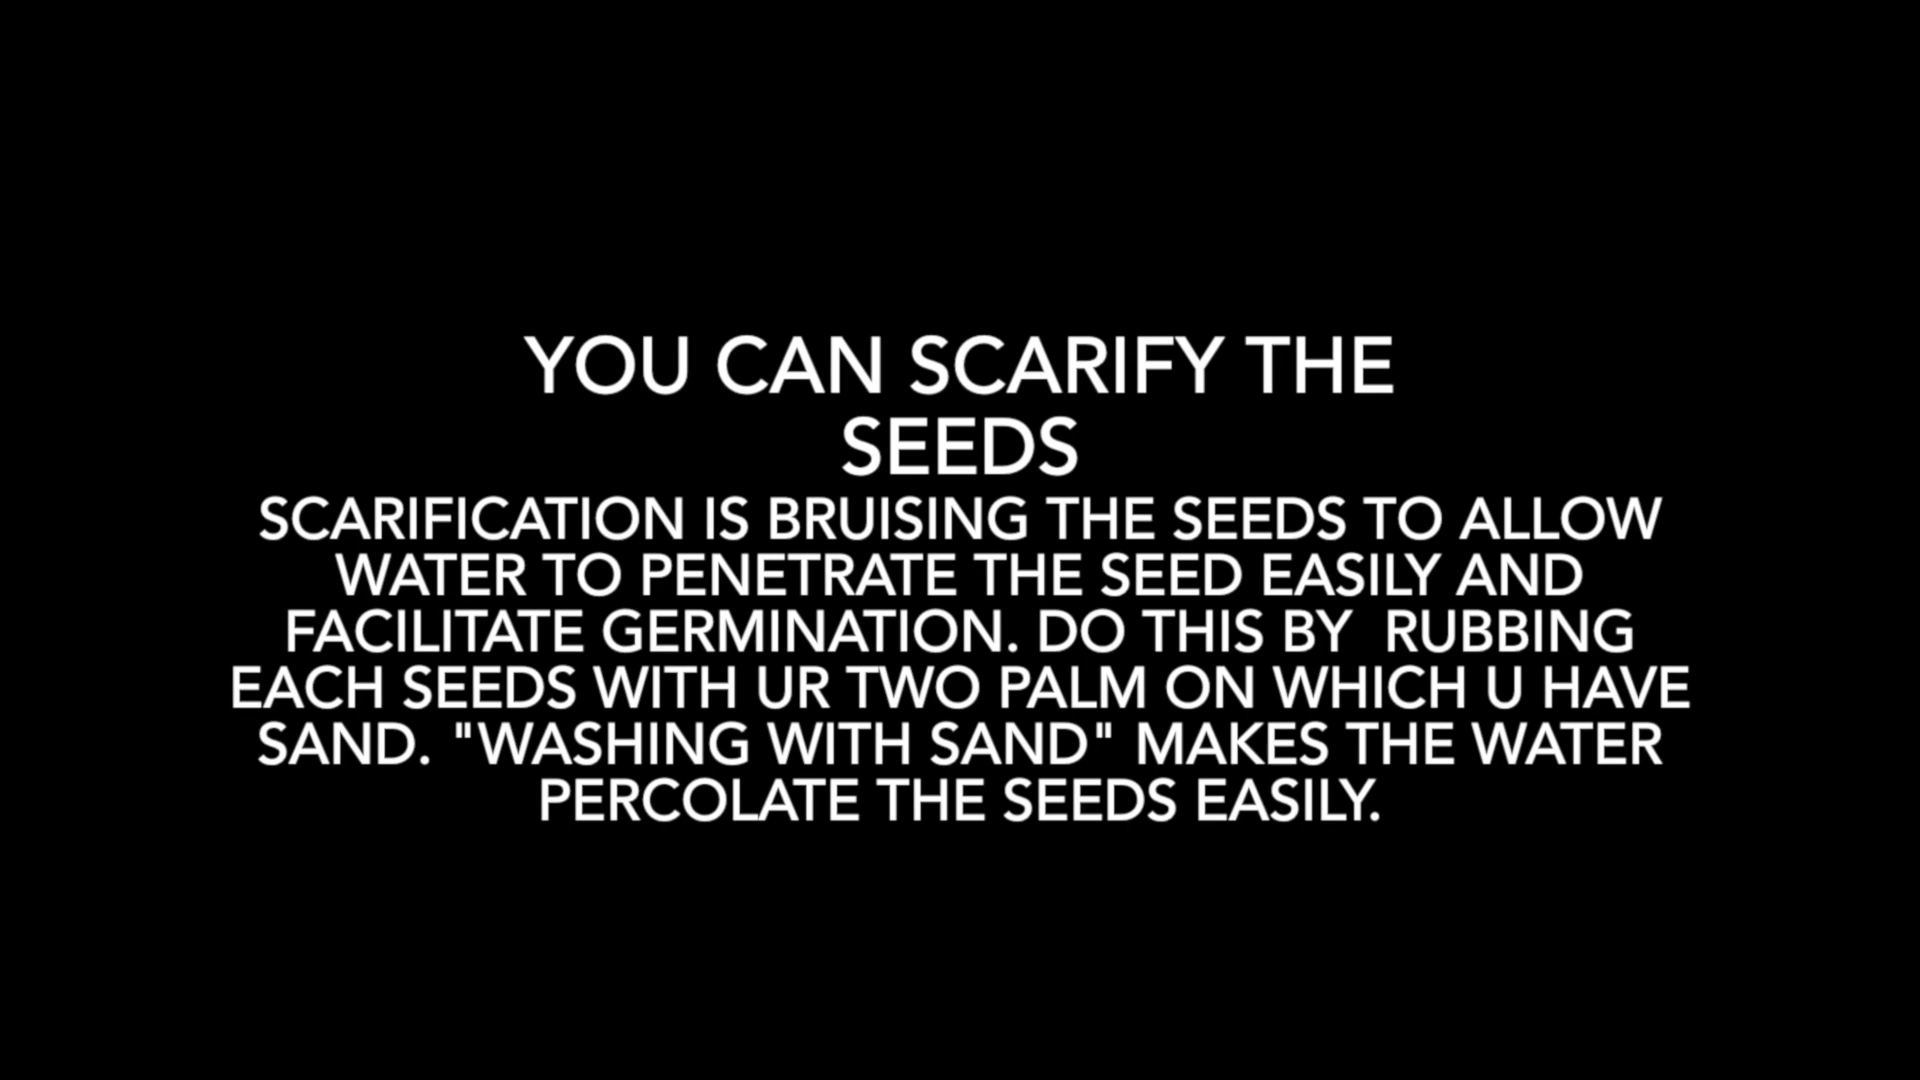 YOU CAN SCARIFY THE
SEEDS
SCARIFICATION IS BRUISING THE SEEDS TO ALLOW
WATER TO PENETRATE THE SEED EASILY AND
FACILITATE GERMINATION. DO THIS BY  RUBBING
EACH SEEDS WITH UR TWO PALM ON WHICH U HAVE
SAND. "WASHING WITH SAND" MAKES THE WATER
PERCOLATE THE SEEDS EASILY.